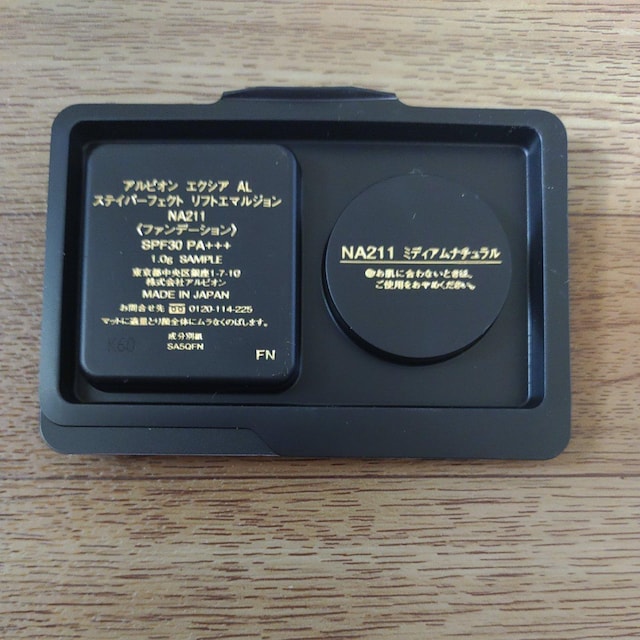 アルビオン エクシア AL
ステイパーフェクト リフトエマルジョン
NA211
〈ファンデーション〉
SPF30 PA+++
1.0g SAMPLE
東京都中央区銀座1-7-10
株式会社アルビオン
MADE IN JAPAN
お問合せ先 0120-114-225
マットに適量とり顔全体にムラなくのばします。
成分別紙
SA5QFN
FN
NA211 ミディアムナチュラル
●お肌に合わないときは、
ご使用をおやめください。